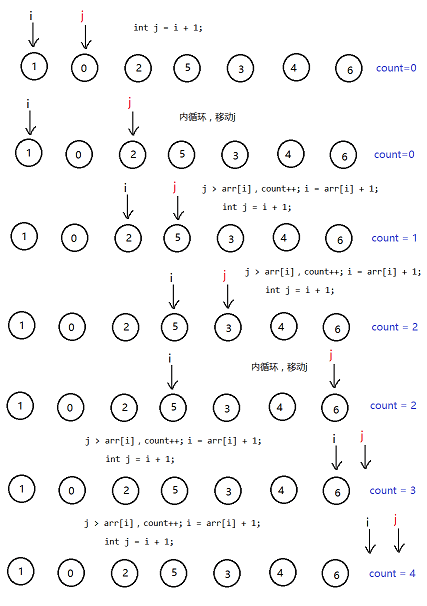 i j int j = i + 1;
1 0 2 5 3 4 6 count=0
i j 内循环，移动j
1 0 2 5 3 4 6 count=0
i j j > arr[i]，count++; i = arr[i] + 1;
int j = i + 1;
1 0 2 5 3 4 6 count = 1
i j j > arr[i]，count++; i = arr[i] + 1;
int j = i + 1;
1 0 2 5 3 4 6 count = 2
i 内循环，移动j j
1 0 2 5 3 4 6 count = 2
j > arr[i]，count++; i = arr[i] + 1; i j
int j = i + 1;
1 0 2 5 3 4 6 count = 3
j > arr[i]，count++; i = arr[i] + 1; i j
int j = i + 1;
1 0 2 5 3 4 6 count = 4